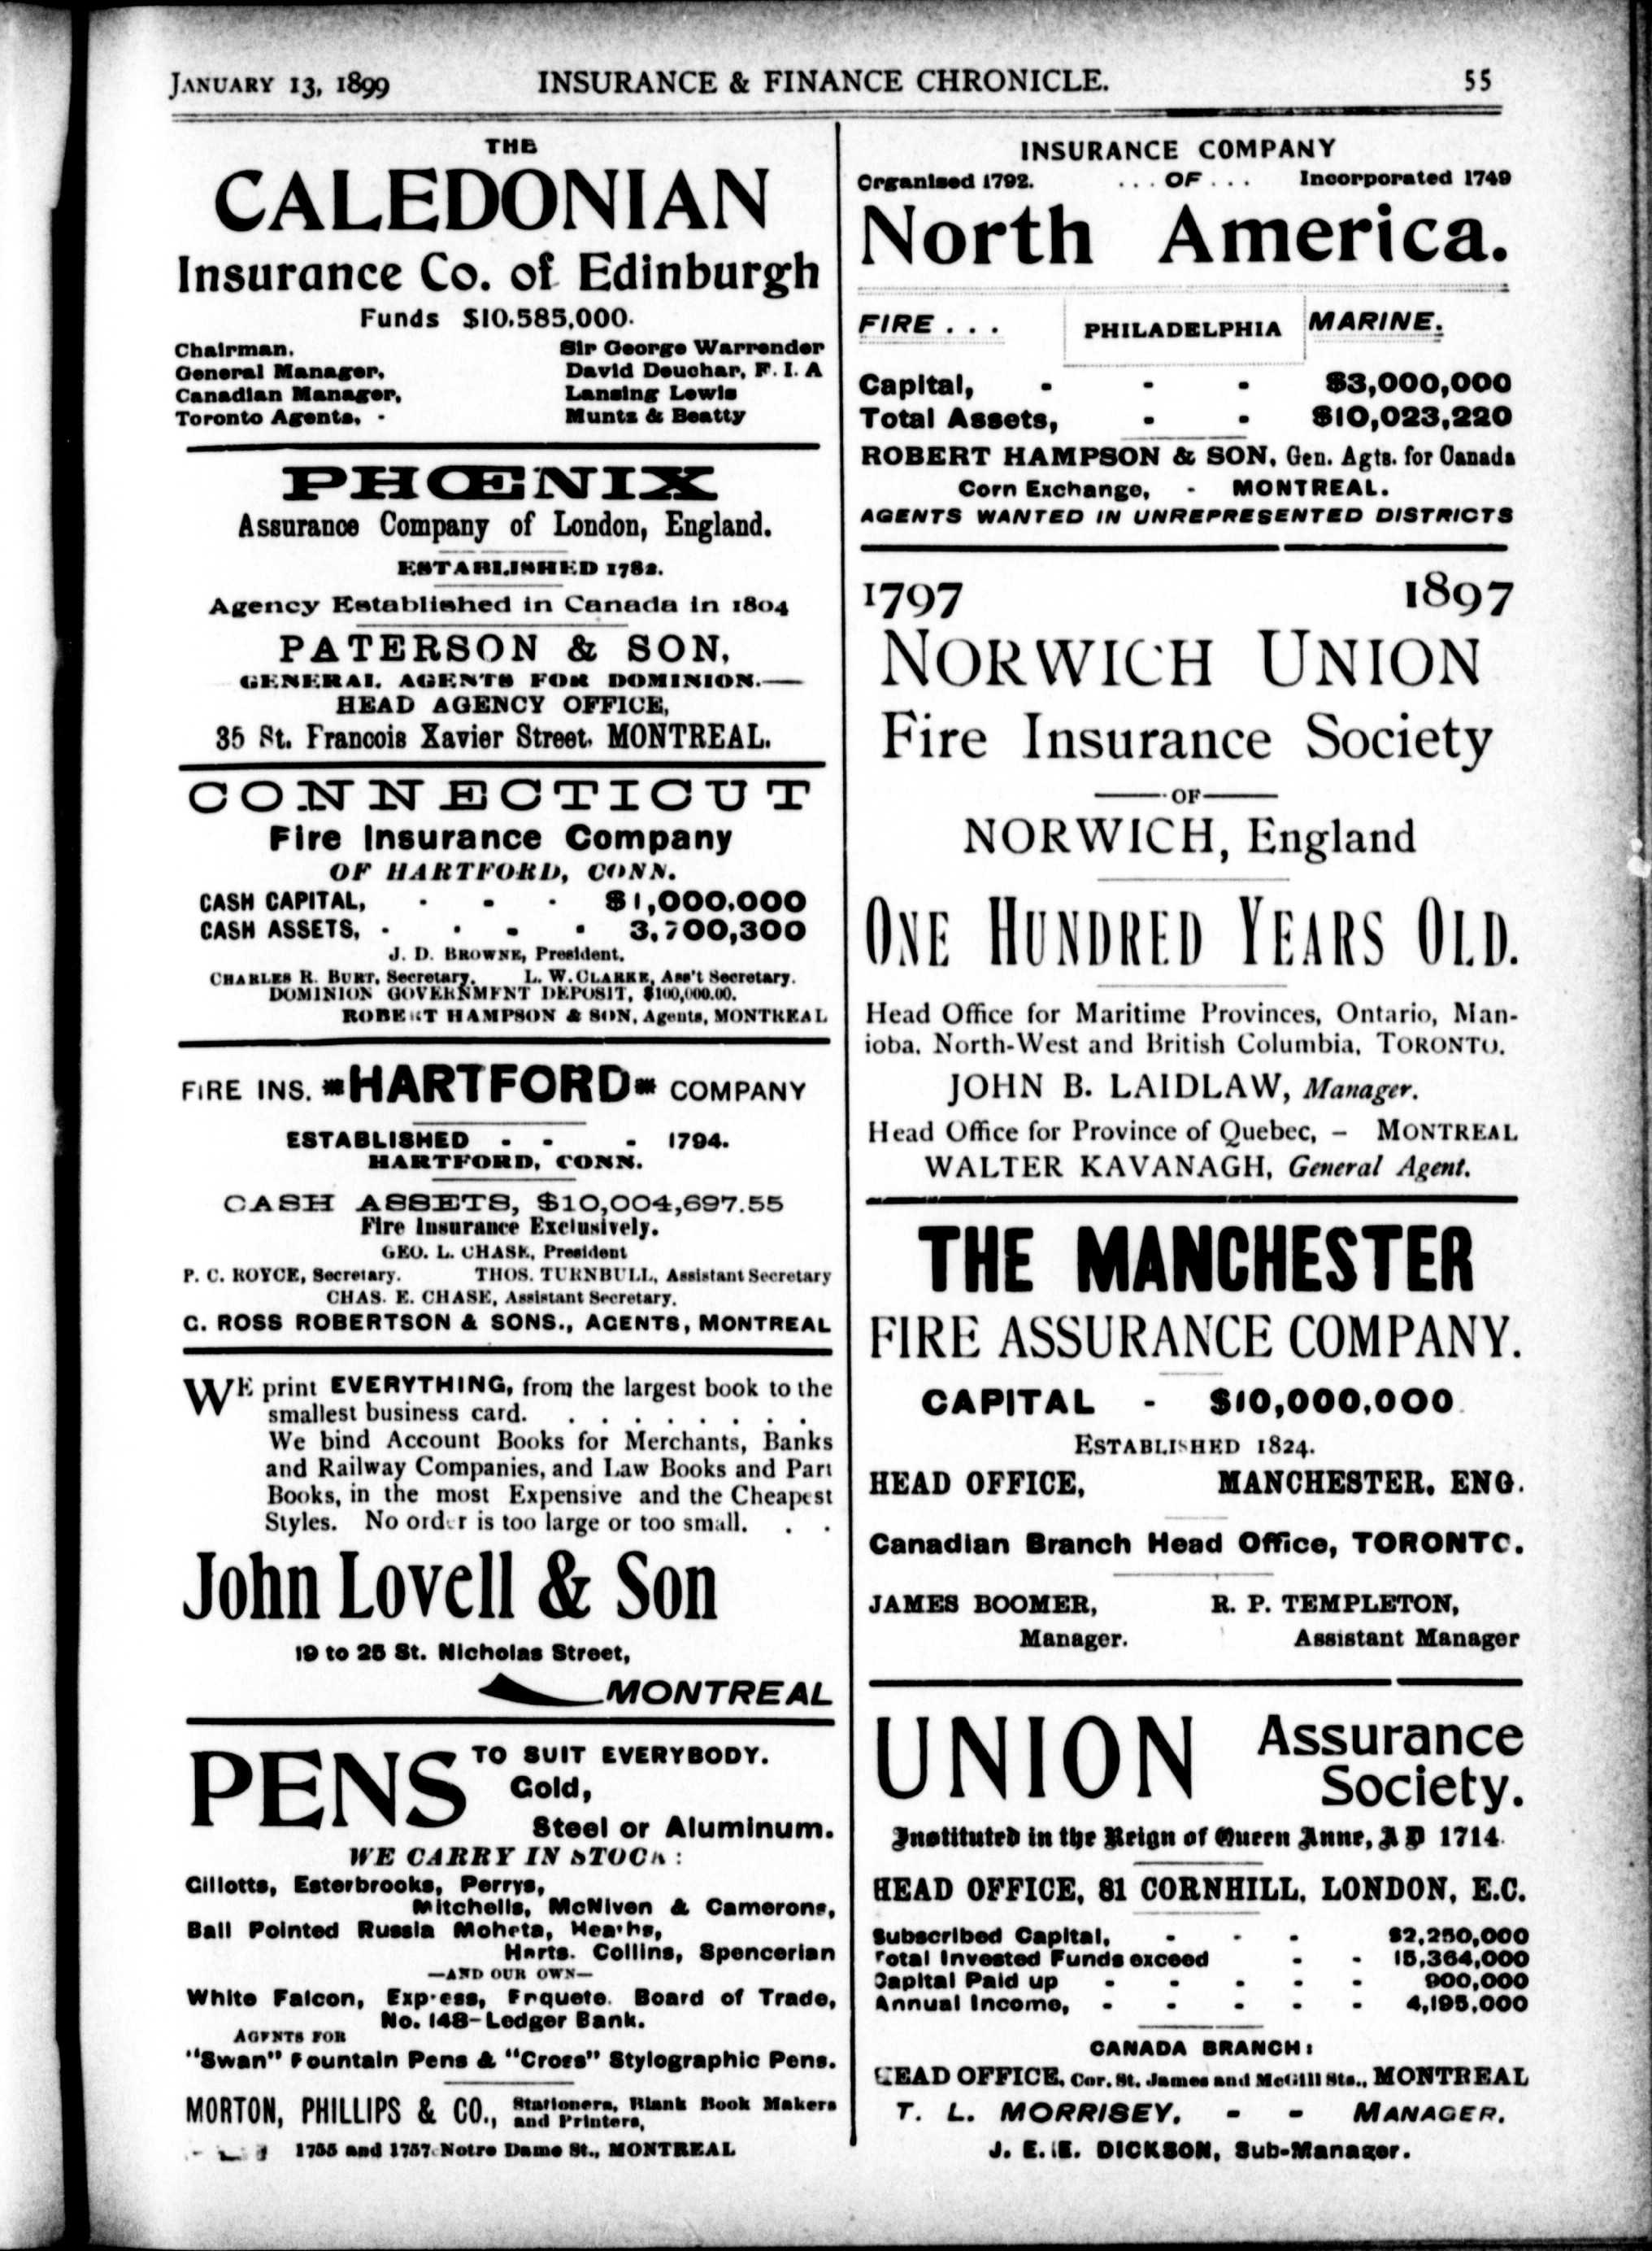 JANUARY 13, 1899 INSURANCE & FINANCE CHRONICLE. 55
THE
CALEDONIAN
Insurance Co. of Edinburgh
Funds $10,585,000.
Chairman, Sir George Warrender
General Manager, David Deuchar, F. I. A
Canadian Manager, Lansing Lewis
Toronto Agents, - Muntz & Beatty
PHŒNIX
Assurance Company of London, England.
ESTABLISHED 1782.
Agency Established in Canada in 1804
PATERSON & SON,
GENERAL AGENTS FOR DOMINION.—
HEAD AGENCY OFFICE,
35 St. Francois Xavier Street, MONTREAL.
CONNECTICUT
Fire Insurance Company
OF HARTFORD, CONN.
CASH CAPITAL, - - - $1,000,000
CASH ASSETS, - - - - 3,700,300
J. D. BROWNE, President.
CHARLES R. BURT, Secretary. L. W. CLARKE, Ass't Secretary.
DOMINION GOVERNMENT DEPOSIT, $100,000.00.
ROBERT HAMPSON & SON, Agents, MONTREAL
FIRE INS. *HARTFORD* COMPANY
ESTABLISHED - - - 1794.
HARTFORD, CONN.
CASH ASSETS, $10,004,697.55
Fire Insurance Exclusively.
GEO. L. CHASE, President
P. C. ROYCE, Secretary. THOS. TURNBULL, Assistant Secretary
CHAS. E. CHASE, Assistant Secretary.
C. ROSS ROBERTSON & SONS., AGENTS, MONTREAL
WE print EVERYTHING, from the largest book to the
smallest business card. . . . . . . . .
We bind Account Books for Merchants, Banks
and Railway Companies, and Law Books and Part
Books, in the most Expensive and the Cheapest
Styles. No order is too large or too small. . .
John Lovell & Son
19 to 25 St. Nicholas Street,
MONTREAL
PENS TO SUIT EVERYBODY.
Gold,
Steel or Aluminum.
WE CARRY IN STOCK :
Gillotts, Esterbrooks, Perrys,
Mitchells, McNiven & Camerons,
Ball Pointed Russia Moheta, Heaths,
Harts. Collins, Spencerian
—AND OUR OWN—
White Falcon, Express, Enquete. Board of Trade,
No. 148-Ledger Bank.
AGENTS FOR
"Swan" Fountain Pens & "Cross" Stylographic Pens.
MORTON, PHILLIPS & CO., Stationers, Blank Book Makers
and Printers,
1755 and 1757 Notre Dame St., MONTREAL
INSURANCE COMPANY
Organised 1792. ... OF ... Incorporated 1749
North America.
FIRE . . . PHILADELPHIA MARINE.
Capital, - - - $3,000,000
Total Assets, - - $10,023,220
ROBERT HAMPSON & SON, Gen. Agts. for Canada
Corn Exchange, - MONTREAL.
AGENTS WANTED IN UNREPRESENTED DISTRICTS
1797 1897
NORWICH UNION
Fire Insurance Society
—OF—
NORWICH, England
ONE HUNDRED YEARS OLD.
Head Office for Maritime Provinces, Ontario, Man-
ioba, North-West and British Columbia, TORONTO.
JOHN B. LAIDLAW, Manager.
Head Office for Province of Quebec, – MONTREAL
WALTER KAVANAGH, General Agent.
THE MANCHESTER
FIRE ASSURANCE COMPANY.
CAPITAL - $10,000,000.
ESTABLISHED 1824.
HEAD OFFICE, MANCHESTER, ENG.
Canadian Branch Head Office, TORONTO.
JAMES BOOMER, R. P. TEMPLETON,
Manager. Assistant Manager
UNION Assurance
Society.
Instituted in the Reign of Queen Anne, A D 1714.
HEAD OFFICE, 81 CORNHILL, LONDON, E.C.
Subscribed Capital, - - - $2,250,000
Total Invested Funds exceed - - 15,364,000
Capital Paid up - - - - - 900,000
Annual Income, - - - - - 4,195,000
CANADA BRANCH:
HEAD OFFICE, Cor. St. James and McGill Sts., MONTREAL
T. L. MORRISEY, - - MANAGER.
J. E. E. DICKSON, Sub-Manager.